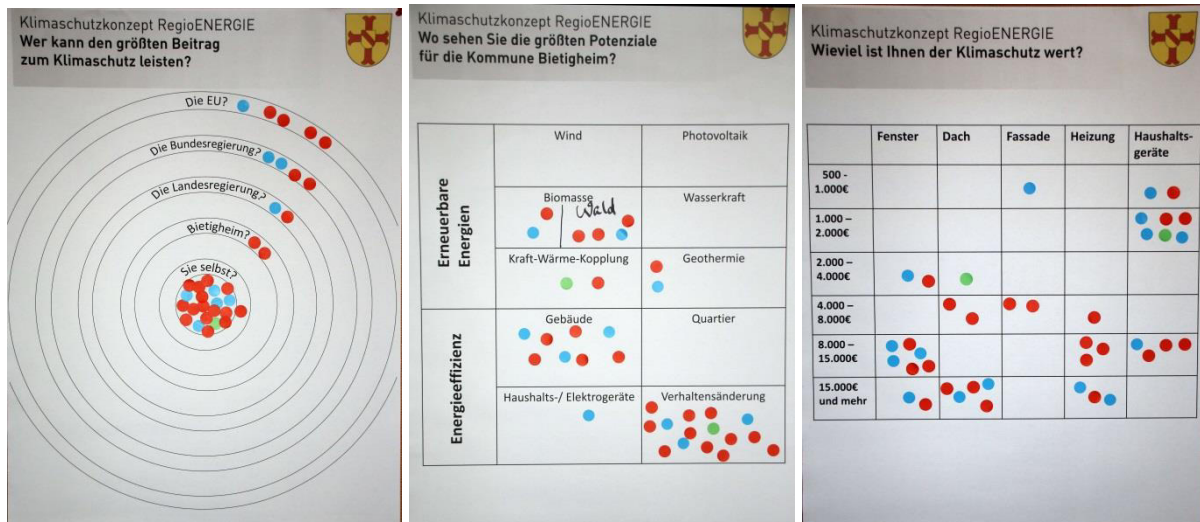 Klimaschutzkonzept RegioENERGIE
Wer kann den größten Beitrag
zum Klimaschutz leisten?
Die EU?
Die Bundesregierung?
Die Landesregierung?
Bietigheim?
Sie selbst?
Klimaschutzkonzept RegioENERGIE
Wo sehen Sie die größten Potenziale
für die Kommune Bietigheim?
Erneuerbare
Energien
Wind
Photovoltaik
Biomasse
Wald
Wasserkraft
Kraft-Wärme-Kopplung
Geothermie
Energieeffizienz
Gebäude
Quartier
Haushalts-/ Elektrogeräte
Verhaltensänderung
Klimaschutzkonzept RegioENERGIE
Wieviel ist Ihnen der Klimaschutz wert?
Fenster
Dach
Fassade
Heizung
Haushalts-
geräte
500 -
1.000€
1.000 –
2.000€
2.000 –
4.000€
4.000 –
8.000€
8.000 –
15.000€
15.000€
und mehr